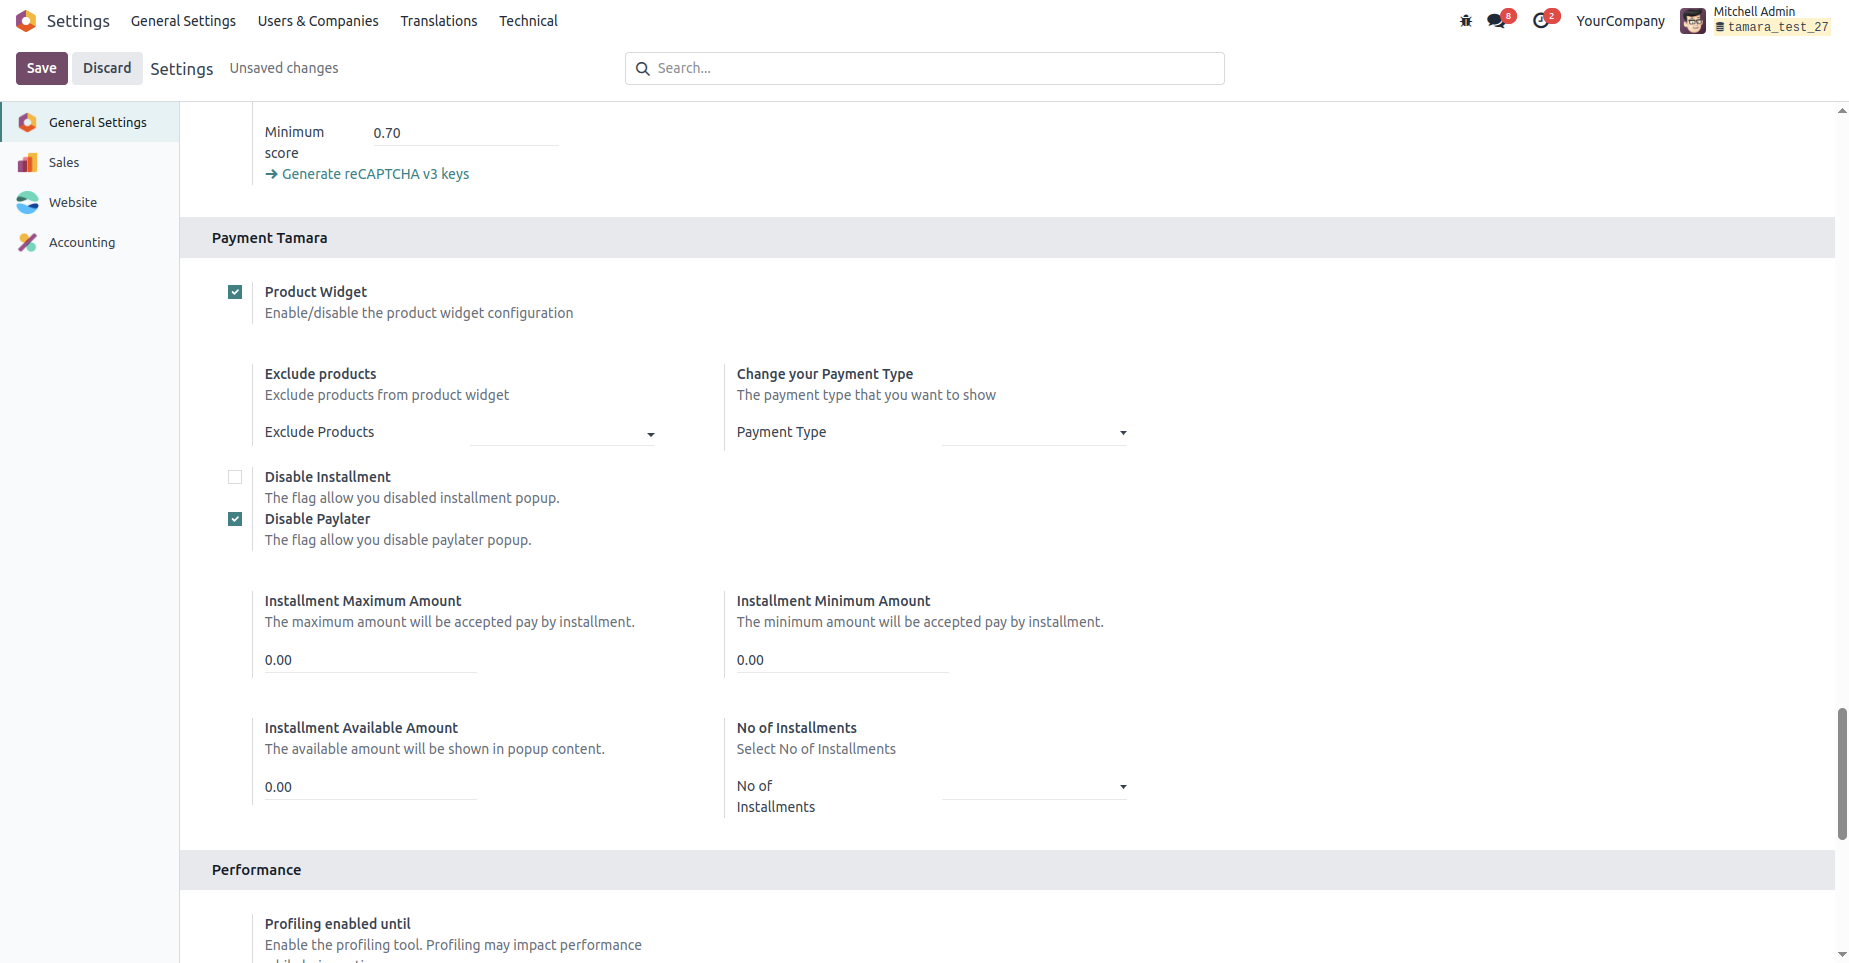 Settings General Settings Users & Companies Translations Technical 8 2 YourCompany Mitchell Admin
tamara_test_27
Save Discard Settings Unsaved changes Search...
General Settings
Sales
Website
Accounting
Minimum score 0.70
Generate reCAPTCHA v3 keys
Payment Tamara
Product Widget
Enable/disable the product widget configuration
Exclude products
Exclude products from product widget
Exclude Products
Change your Payment Type
The payment type that you want to show
Payment Type
Disable Installment
The flag allow you disabled installment popup.
Disable Paylater
The flag allow you disable paylater popup.
Installment Maximum Amount
The maximum amount will be accepted pay by installment.
0.00
Installment Minimum Amount
The minimum amount will be accepted pay by installment.
0.00
Installment Available Amount
The available amount will be shown in popup content.
0.00
No of Installments
Select No of Installments
No of
Installments
Performance
Profiling enabled until
Enable the profiling tool. Profiling may impact performance